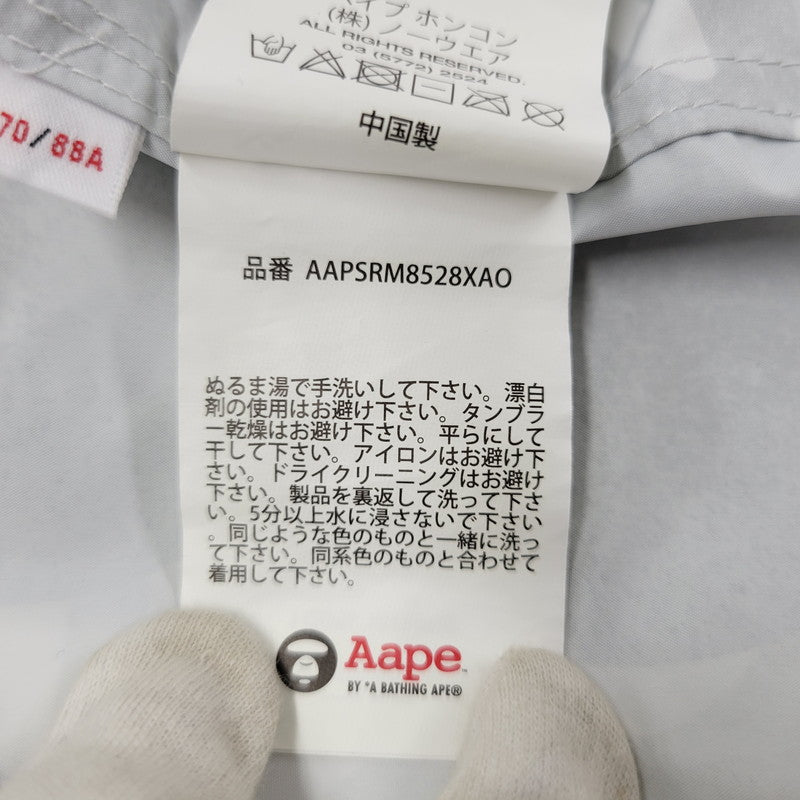 イプ ホンコン
(株) ノーウエア
ALL RIGHTS RESERVED.
03 (5772) 2524
中国製
70/88A
品番 AAPSRM8528XAO
ぬるま湯で手洗いして下さい。漂白
剤の使用はお避け下さい。タンブラ
ー乾燥はお避け下さい。平らにして
干して下さい。アイロンはお避け下
さい。ドライクリーニングはお避け
下さい。製品を裏返して洗って下さ
い。5分以上水に浸さないで下さい
。同じような色のものと一緒に洗っ
て下さい。同系色のものと合わせて
着用して下さい。
Aape™
BY *A BATHING APE®